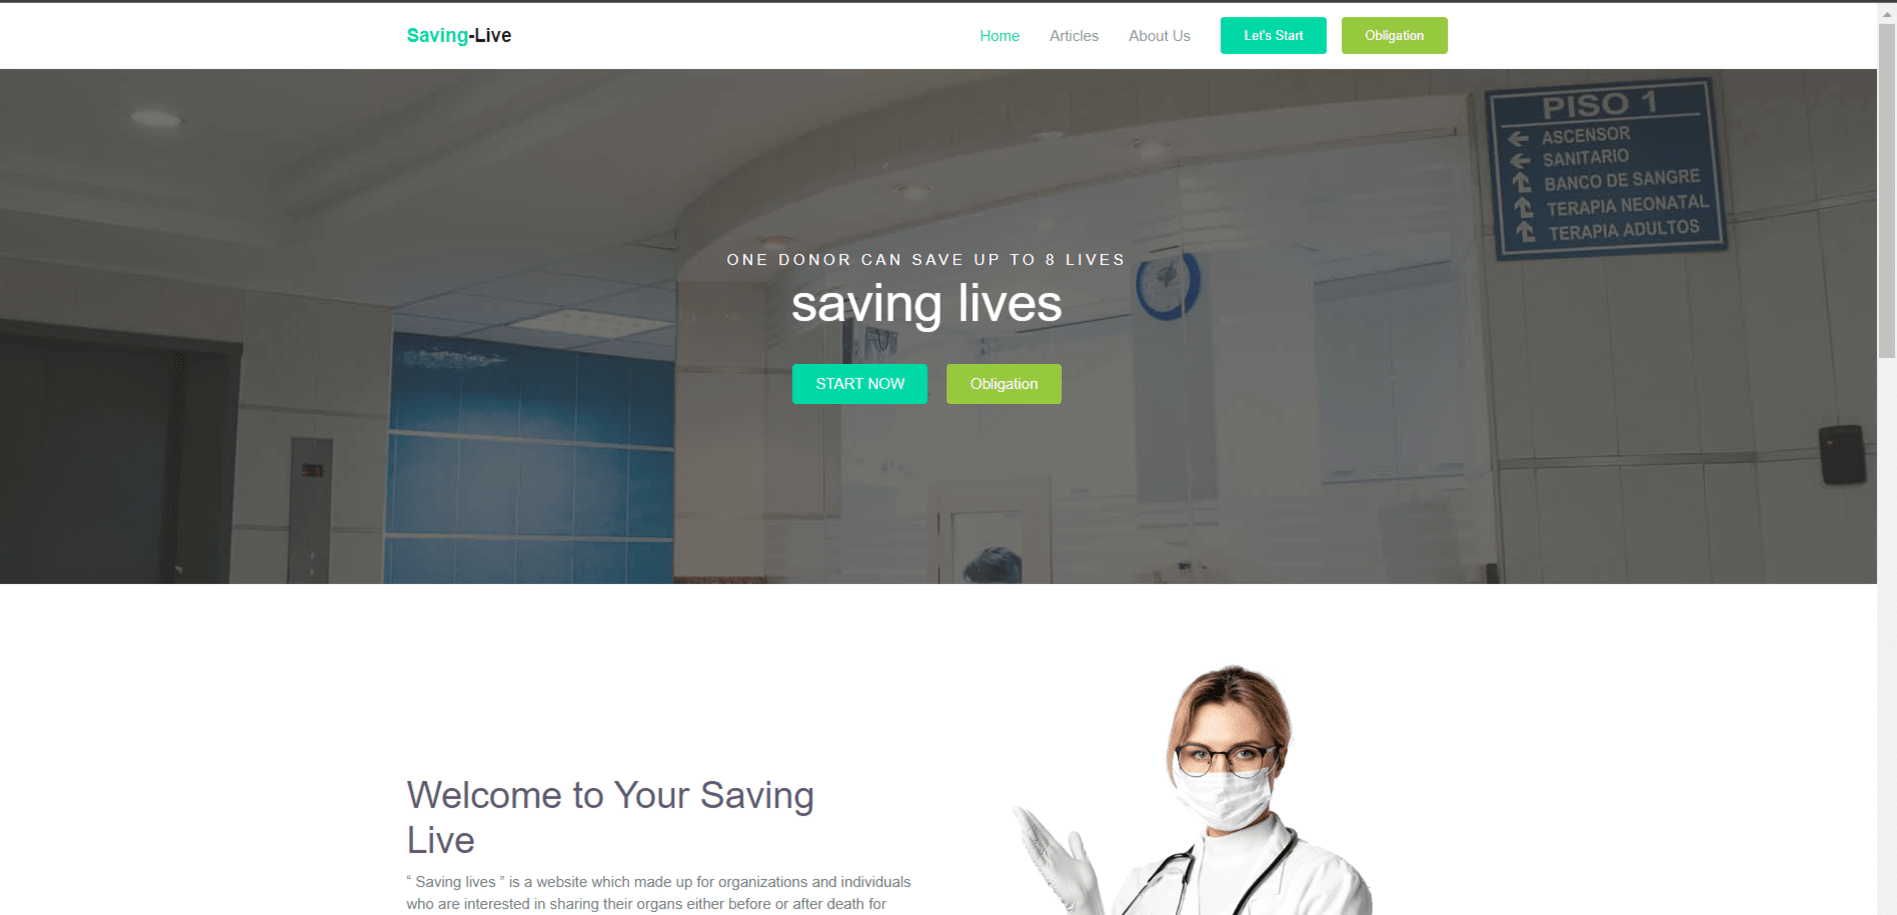 Saving-Live
Home Articles About Us Let's Start Obligation
PISO 1
ASCENSOR
SANITARIO
BANCO DE SANGRE
TERAPIA NEONATAL
TERAPIA ADULTOS
ONE DONOR CAN SAVE UP TO 8 LIVES
saving lives
START NOW Obligation
Welcome to Your Saving
Live
“ Saving lives ” is a website which made up for organizations and individuals
who are interested in sharing their organs either before or after death for